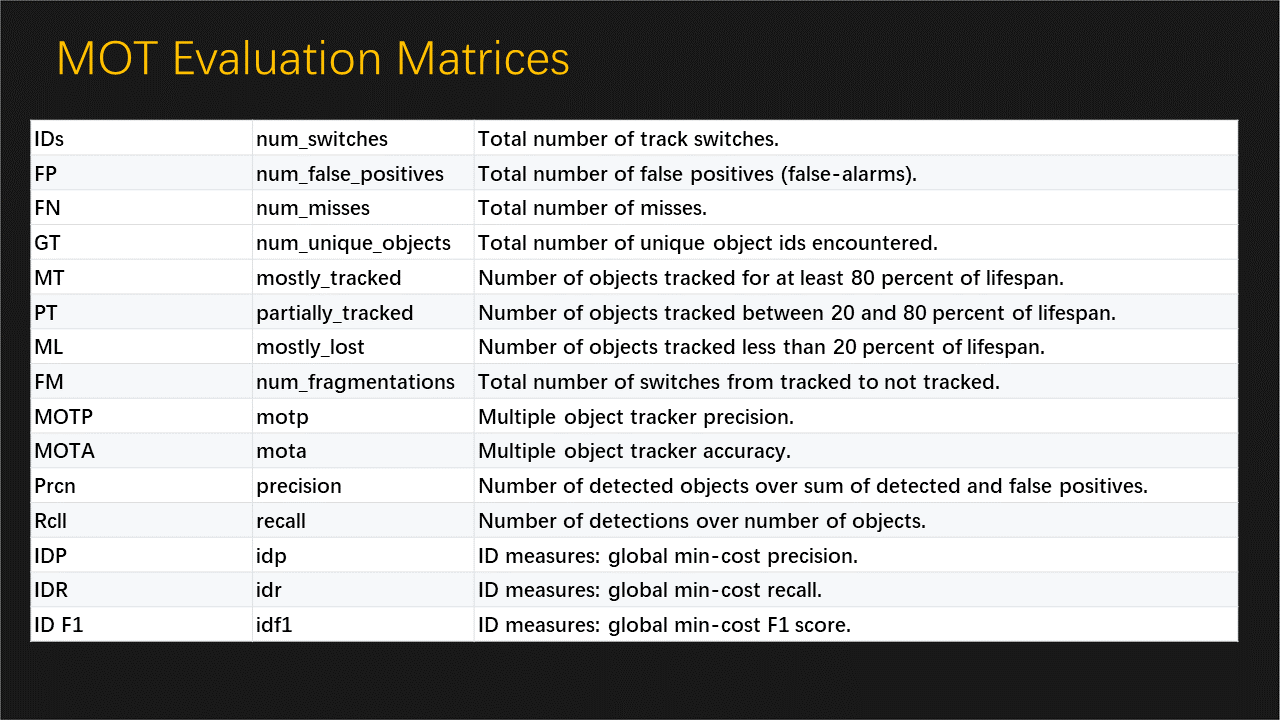 MOT Evaluation Matrices
IDs num_switches Total number of track switches.
FP num_false_positives Total number of false positives (false-alarms).
FN num_misses Total number of misses.
GT num_unique_objects Total number of unique object ids encountered.
MT mostly_tracked Number of objects tracked for at least 80 percent of lifespan.
PT partially_tracked Number of objects tracked between 20 and 80 percent of lifespan.
ML mostly_lost Number of objects tracked less than 20 percent of lifespan.
FM num_fragmentations Total number of switches from tracked to not tracked.
MOTP motp Multiple object tracker precision.
MOTA mota Multiple object tracker accuracy.
Prcn precision Number of detected objects over sum of detected and false positives.
Rcll recall Number of detections over number of objects.
IDP idp ID measures: global min-cost precision.
IDR idr ID measures: global min-cost recall.
ID F1 idf1 ID measures: global min-cost F1 score.